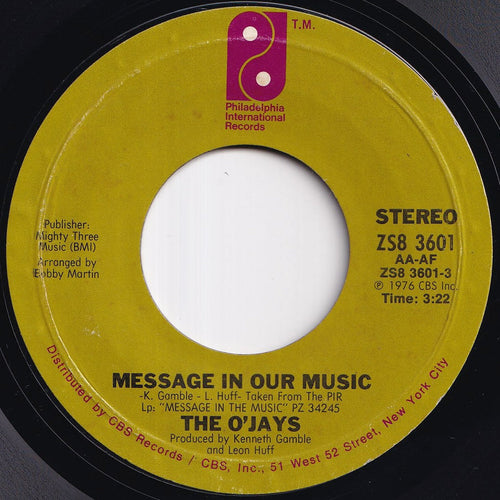 T.M.
Philadelphia
International
Records
Publisher:
Mighty Three
Music (BMI)
Arranged by
Bobby Martin
STEREO
ZS8 3601
AA-AF
ZS8 3601-3
℗ 1976 CBS Inc.
Time: 3:22
MESSAGE IN OUR MUSIC
-K. Gamble - L. Huff- Taken From The PIR
Lp: "MESSAGE IN THE MUSIC" PZ 34245
THE O'JAYS
Produced by Kenneth Gamble
and Leon Huff
Distributed by CBS Records / CBS, Inc., 51 West 52 Street, New York City